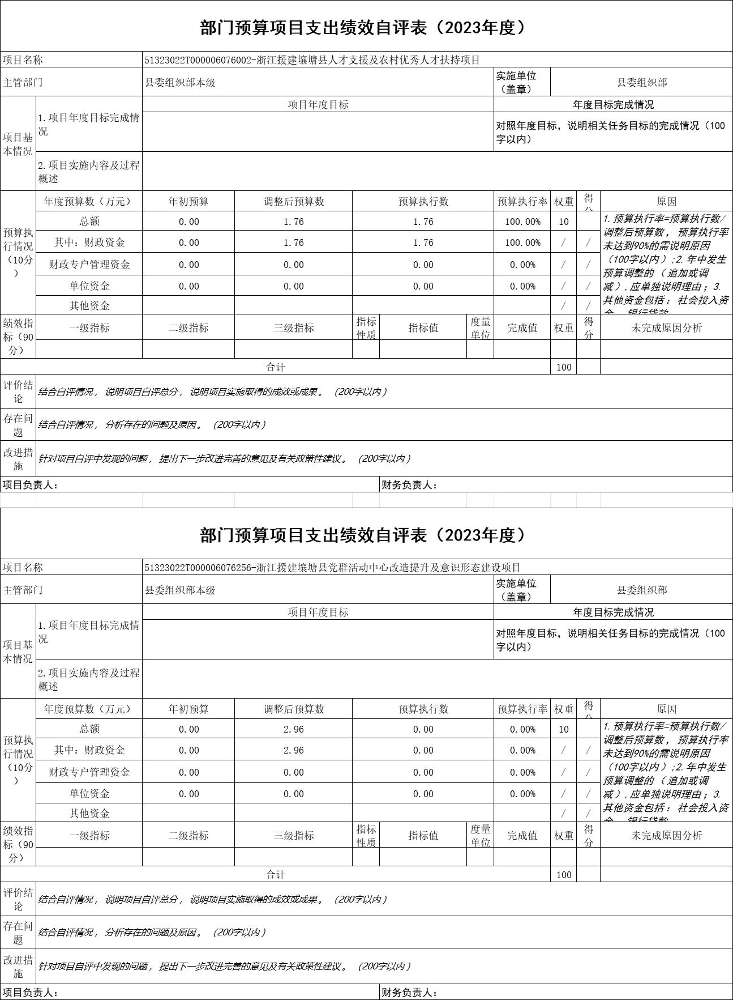 部门预算项目支出绩效自评表（2023年度）
项目名称 51323022T000006076002-浙江援建壤塘县人才支援及农村优秀人才扶持项目
主管部门 县委组织部本级 实施单位（盖章） 县委组织部
项目基本情况 1.项目年度目标完成情况 项目年度目标 年度目标完成情况
对照年度目标，说明相关任务目标的完成情况（100字以内）
2.项目实施内容及过程概述
预算执行情况（10分） 年度预算数（万元） 年初预算 调整后预算数 预算执行数 预算执行率 权重 得分 原因
总额 0.00 1.76 1.76 100.00% 10
其中：财政资金 0.00 1.76 1.76 100.00% / /
财政专户管理资金 0.00 0.00 0.00 0.00% / /
单位资金 0.00 0.00 0.00 0.00% / /
其他资金 / /
1.预算执行率=预算执行数/
调整后预算数，预算执行率
未达到90%的需说明原因
（100字以内）;2.年中发生
预算调整的（追加或调
减）,应单独说明理由；3.
其他资金包括：社会投入资
金、银行贷款
绩效指标（90分） 一级指标 二级指标 三级指标 指标性质 指标值 度量单位 完成值 权重 得分 未完成原因分析
合计 100
评价结论 结合自评情况，说明项目自评总分，说明项目实施取得的成效或成果。（200字以内）
存在问题 结合自评情况，分析存在的问题及原因。（200字以内）
改进措施 针对项目自评中发现的问题，提出下一步改进完善的意见及有关政策性建议。（200字以内）
项目负责人： 财务负责人：
部门预算项目支出绩效自评表（2023年度）
项目名称 51323022T000006076256-浙江援建壤塘县党群活动中心改造提升及意识形态建设项目
主管部门 县委组织部本级 实施单位（盖章） 县委组织部
项目基本情况 1.项目年度目标完成情况 项目年度目标 年度目标完成情况
对照年度目标，说明相关任务目标的完成情况（100字以内）
2.项目实施内容及过程概述
预算执行情况（10分） 年度预算数（万元） 年初预算 调整后预算数 预算执行数 预算执行率 权重 得分 原因
总额 0.00 2.96 0.00 0.00% 10
其中：财政资金 0.00 2.96 0.00 0.00% / /
财政专户管理资金 0.00 0.00 0.00 0.00% / /
单位资金 0.00 0.00 0.00 0.00% / /
其他资金 / /
1.预算执行率=预算执行数/
调整后预算数，预算执行率
未达到90%的需说明原因
（100字以内）;2.年中发生
预算调整的（追加或调
减）,应单独说明理由；3.
其他资金包括：社会投入资
金、银行贷款
绩效指标（90分） 一级指标 二级指标 三级指标 指标性质 指标值 度量单位 完成值 权重 得分 未完成原因分析
合计 100
评价结论 结合自评情况，说明项目自评总分，说明项目实施取得的成效或成果。（200字以内）
存在问题 结合自评情况，分析存在的问题及原因。（200字以内）
改进措施 针对项目自评中发现的问题，提出下一步改进完善的意见及有关政策性建议。（200字以内）
项目负责人： 财务负责人：